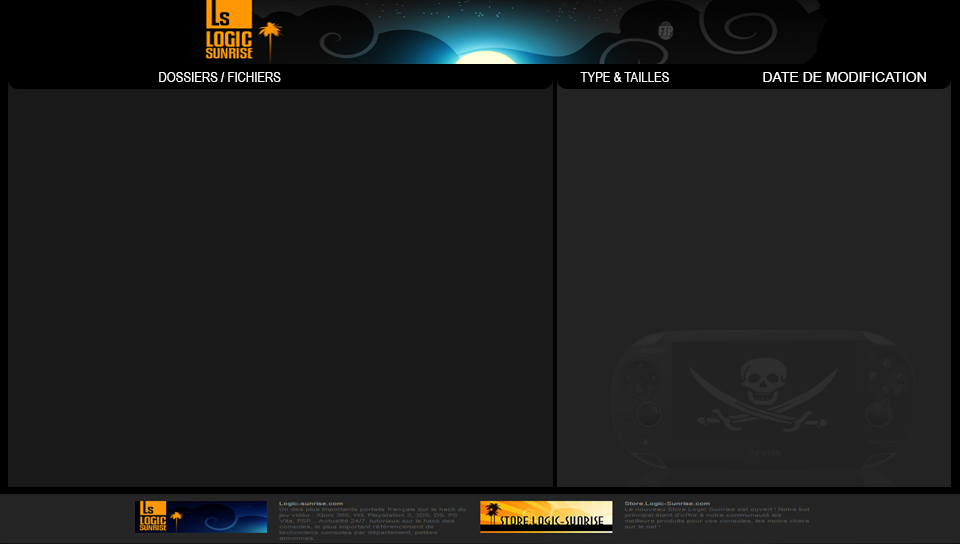 Ls
LOGIC
SUNRISE
DOSSIERS / FICHIERS
TYPE & TAILLES
DATE DE MODIFICATION
Ls
LOGIC
SUNRISE
Logic-sunrise.com
Un des plus importants portails français sur le hack du
jeu vidéo : Xbox 360, Wii, Playstation 3, 3DS, DS, PS
Vita, PSP... Actualité 24/7, tutoriaux sur le hack des
consoles, le plus important référencement de
techniciens consoles par département, petites
annonces...
STORE LOGIC-SUNRISE
Store.Logic-Sunrise.com
Le nouveau Store Logic Sunrise est ouvert ! Notre but
principal étant d'offrir à notre communauté les
meilleurs produits pour vos consoles, les moins chers
sur le net !